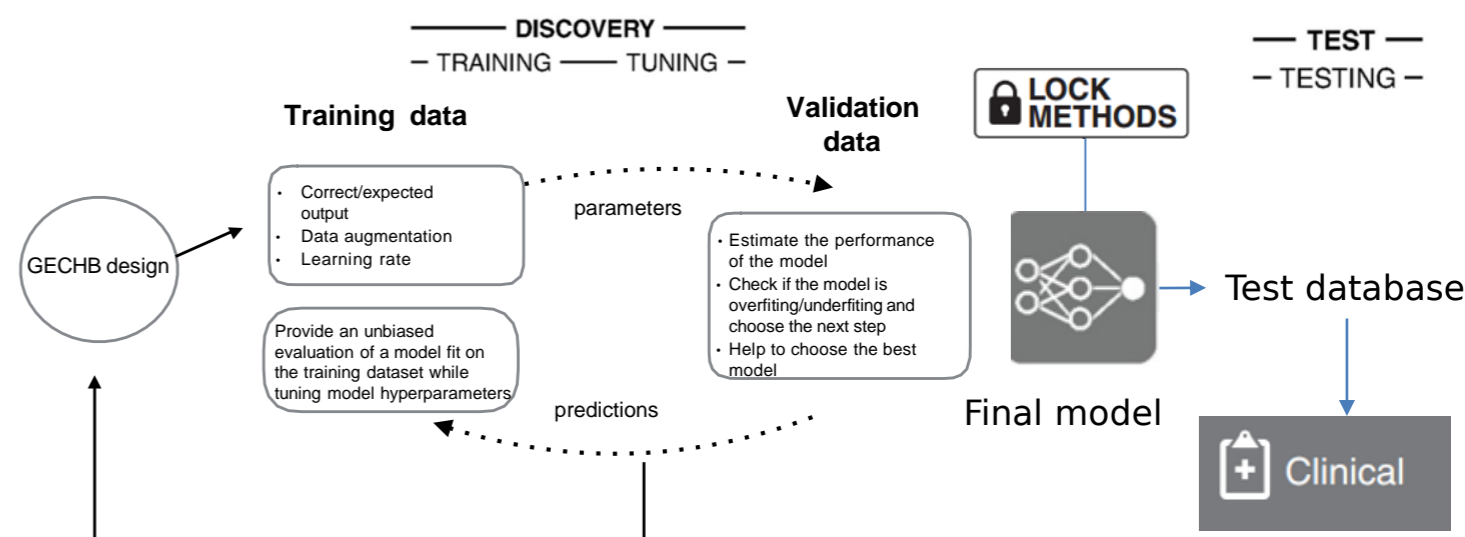 DISCOVERY
TRAINING
TUNING
TEST
TESTING
LOCK
METHODS
Training data
Validation
data
• Correct/expected
output
• Data augmentation
• Learning rate
parameters
GECHB design
• Estimate the performance
of the model
• Check if the model is
overfiting/underfiting and
choose the next step
• Help to choose the best
model
Provide an unbiased
evaluation of a model fit on
the training dataset while
tuning model hyperparameters
predictions
Final model
Test database
Clinical